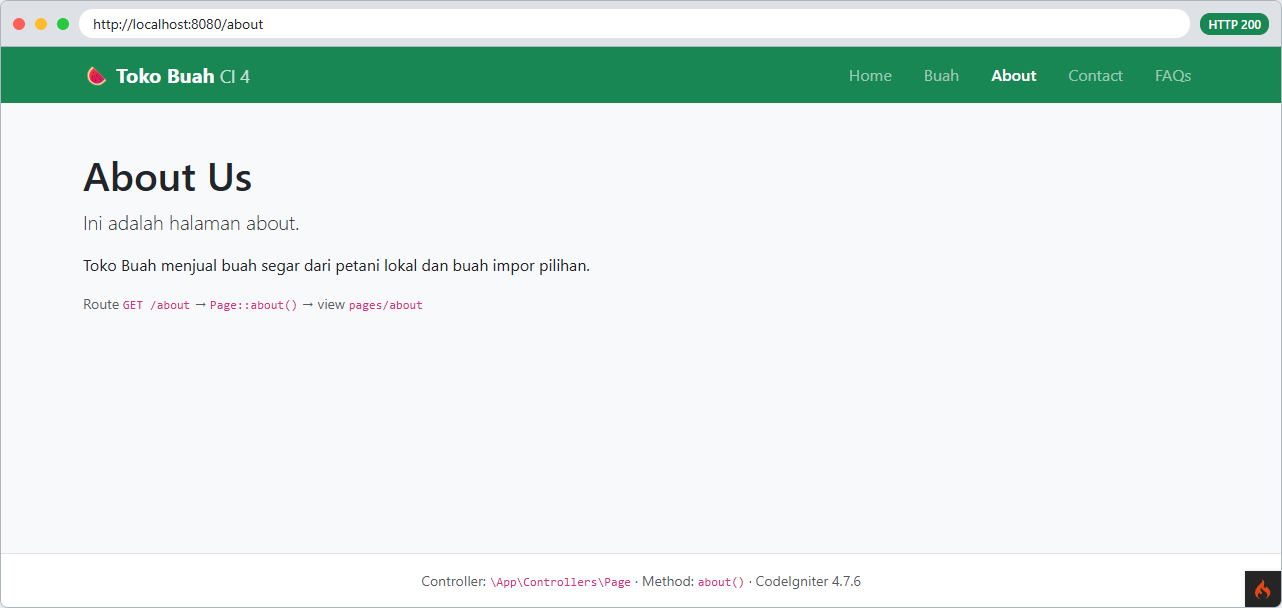 http://localhost:8080/about
HTTP 200
Toko Buah CI 4
Home Buah About Contact FAQs
About Us
Ini adalah halaman about.
Toko Buah menjual buah segar dari petani lokal dan buah impor pilihan.
Route GET /about → Page::about() → view pages/about
Controller: \App\Controllers\Page · Method: about() · CodeIgniter 4.7.6